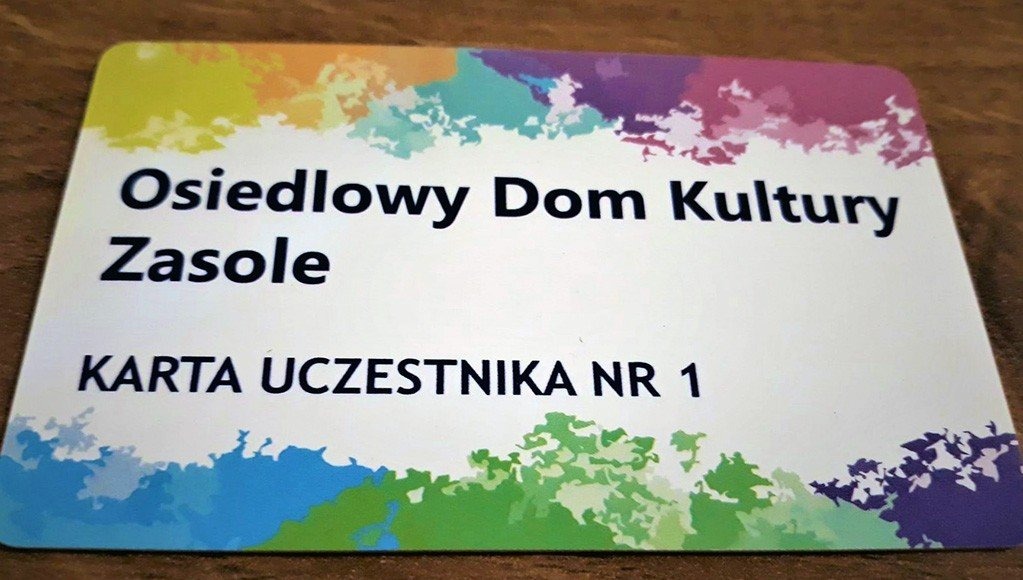 Osiedlowy Dom Kultury
Zasole
KARTA UCZESTNIKA NR 1